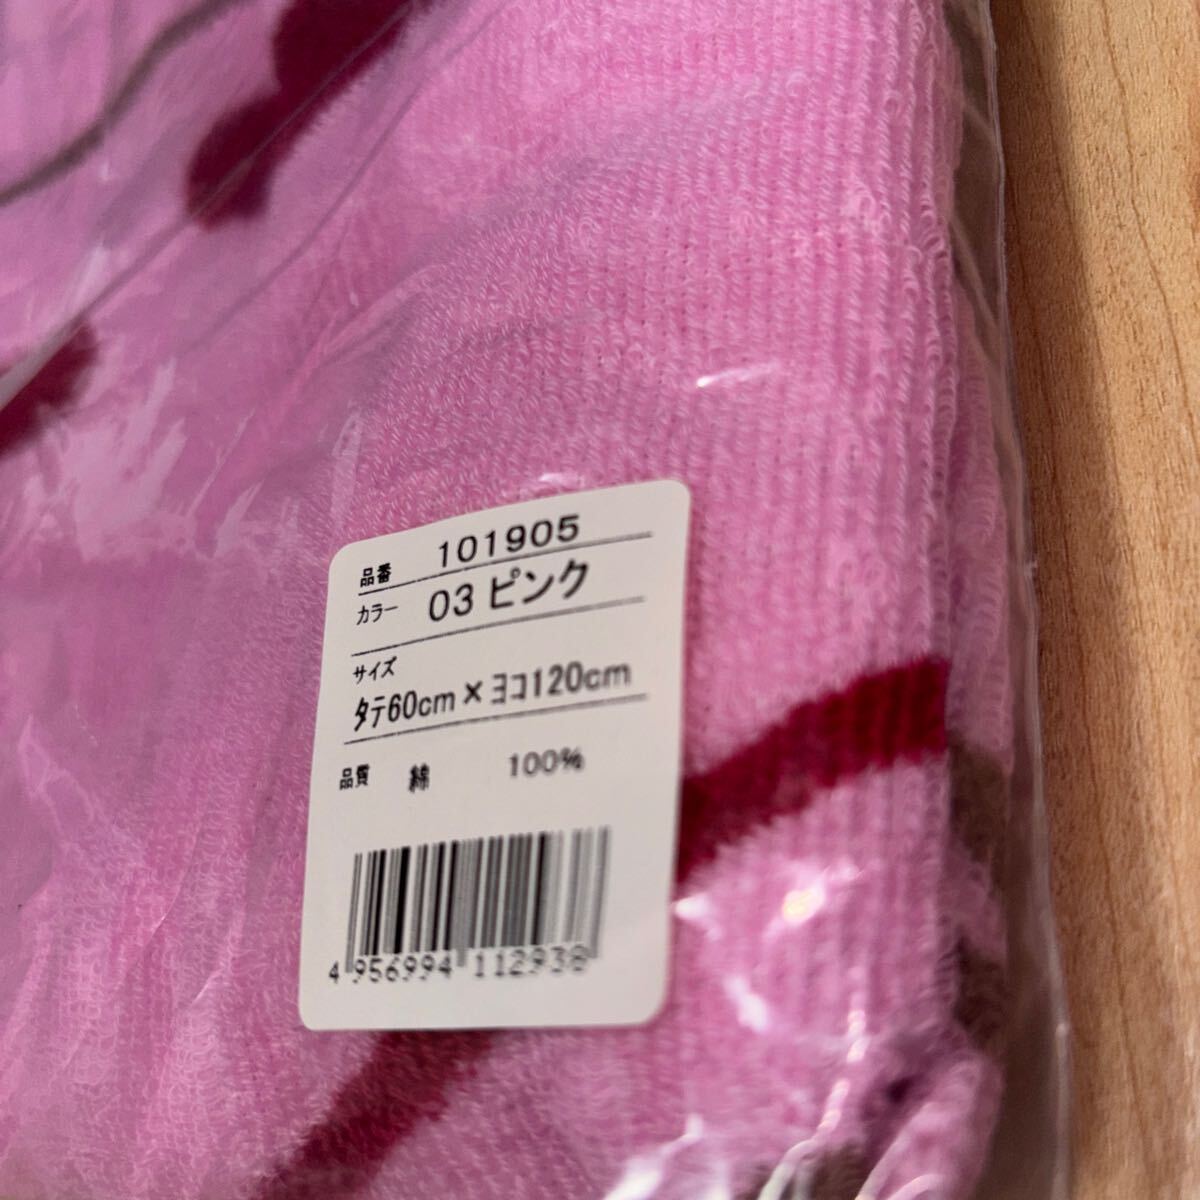 品番 101905
カラー 03 ピンク
サイズ
タテ60cm×ヨコ120cm
品質 綿 100%
4 956994 112938